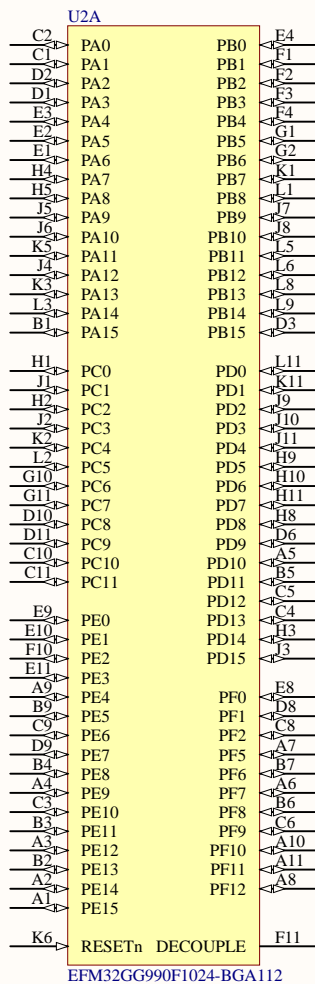 U2A
C2 PA0 PB0 E4
C1 PA1 PB1 F1
D2 PA2 PB2 F2
D1 PA3 PB3 F3
E3 PA4 PB4 F4
E2 PA5 PB5 G1
E1 PA6 PB6 G2
H4 PA7 PB7 K1
H5 PA8 PB8 L1
J5 PA9 PB9 J7
J6 PA10 PB10 J8
K5 PA11 PB11 L5
J4 PA12 PB12 L6
K3 PA13 PB13 L8
L3 PA14 PB14 L9
B1 PA15 PB15 D3
H1 PC0 PD0 L11
J1 PC1 PD1 K11
H2 PC2 PD2 J9
J2 PC3 PD3 J10
K2 PC4 PD4 J11
L2 PC5 PD5 H9
G10 PC6 PD6 H10
G11 PC7 PD7 H11
D10 PC8 PD8 H8
D11 PC9 PD9 D6
C10 PC10 PD10 A5
C11 PC11 PD11 B5
PD12 C5
E9 PE0 PD13 C4
E10 PE1 PD14 H3
F10 PE2 PD15 J3
E11 PE3
A9 PE4 PF0 E8
B9 PE5 PF1 D8
C9 PE6 PF2 C8
D9 PE7 PF5 A7
B4 PE8 PF6 B7
A4 PE9 PF7 A6
C3 PE10 PF8 B6
B3 PE11 PF9 C6
A3 PE12 PF10 A10
B2 PE13 PF11 A11
A2 PE14 PF12 A8
A1 PE15
K6 RESETn DECOUPLE F11
EFM32GG990F1024-BGA112